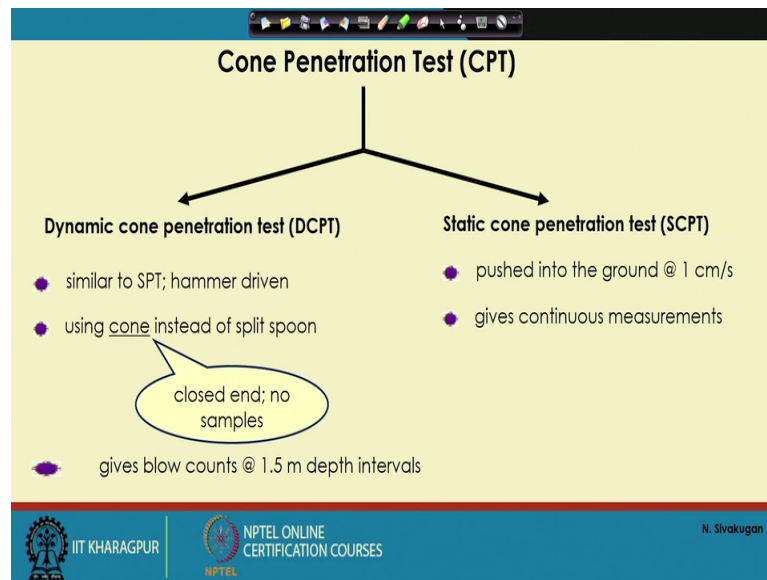 Cone Penetration Test (CPT)
Dynamic cone penetration test (DCPT)
similar to SPT; hammer driven
using cone instead of split spoon
closed end; no
samples
gives blow counts @ 1.5 m depth intervals
Static cone penetration test (SCPT)
pushed into the ground @ 1 cm/s
gives continuous measurements
IIT KHARAGPUR
NPTEL
NPTEL ONLINE
CERTIFICATION COURSES
N. Sivakugan